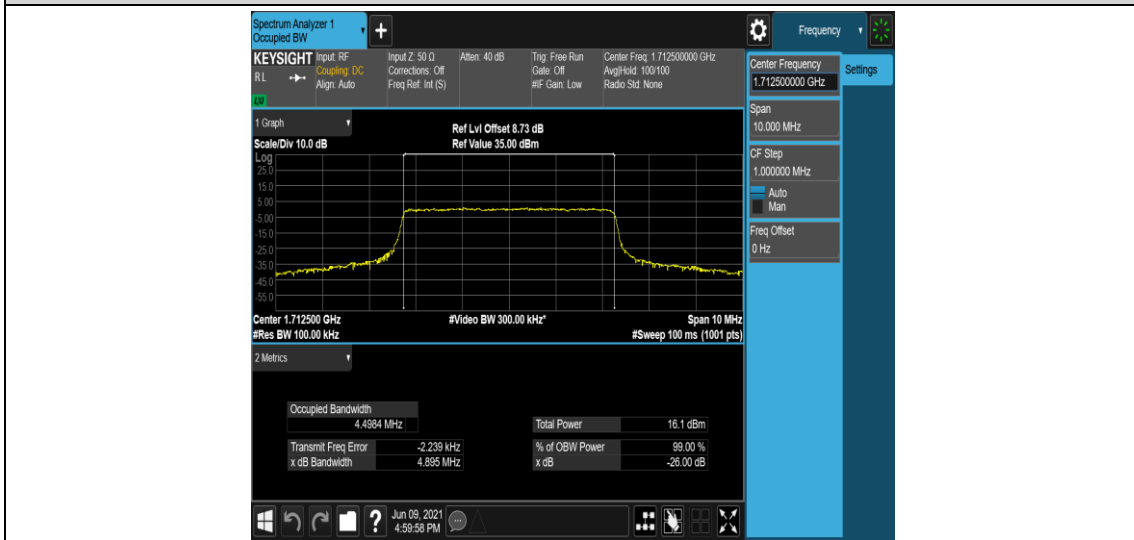 Spectrum Analyzer 1
Occupied BW
+
Frequency
KEYSIGHT
RL
LXI
Input: RF
Coupling: DC
Align: Auto
Input Z: 50 Ω
Corrections: Off
Freq Ref: Int (S)
Atten: 40 dB
Trig: Free Run
Gate: Off
#IF Gain: Low
Center Freq: 1.712500000 GHz
Avg|Hold: 100/100
Radio Std: None
Center Frequency
1.712500000 GHz
Settings
Span
10.000 MHz
CF Step
1.000000 MHz
Auto
Man
Freq Offset
0 Hz
1 Graph
Ref Lvl Offset 8.73 dB
Scale/Div 10.0 dB
Ref Value 35.00 dBm
Log
25.0
15.0
5.00
-5.00
-15.0
-25.0
-35.0
-45.0
-55.0
Center 1.712500 GHz
#Video BW 300.00 kHz*
Span 10 MHz
#Res BW 100.00 kHz
#Sweep 100 ms (1001 pts)
2 Metrics
Occupied Bandwidth
4.4984 MHz
Total Power 16.1 dBm
Transmit Freq Error -2.239 kHz
% of OBW Power 99.00 %
x dB Bandwidth 4.895 MHz
x dB -26.00 dB
?
Jun 09, 2021
4:59:58 PM